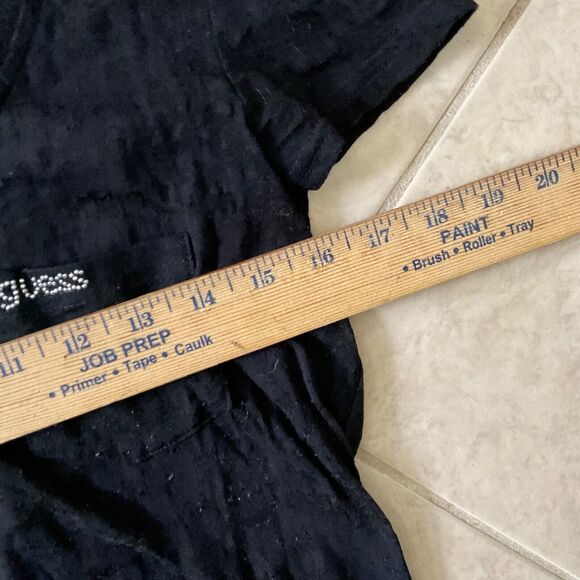 guess
11 12 13 14 15 16 17 18 19 20
JOB PREP
• Primer • Tape • Caulk
PAINT
• Brush • Roller • Tray